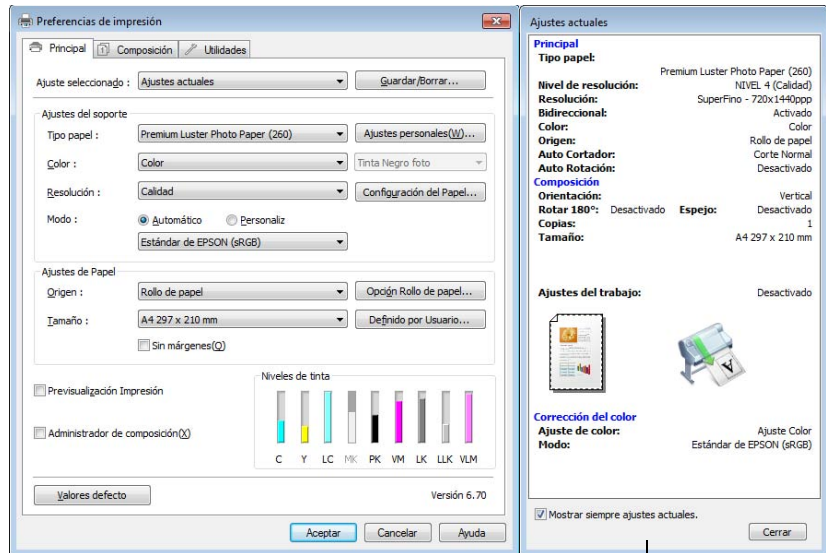 Preferencias de impresión
Principal Composición Utilidades
Ajuste seleccionado : Ajustes actuales Guardar/Borrar...
Ajustes del soporte
Tipo papel : Premium Luster Photo Paper (260) Ajustes personales(W)...
Color : Color Tinta Negro foto
Resolución : Calidad Configuración del Papel...
Modo : Automático Personaliz
Estándar de EPSON (sRGB)
Ajustes de Papel
Origen : Rollo de papel Opción Rollo de papel...
Tamaño : A4 297 x 210 mm Definido por Usuario...
Sin márgenes(O)
Previsualización Impresión
Administrador de composición(X)
Niveles de tinta
C Y LC MK PK VM LK LLK VLM
Valores defecto Versión 6.70
Aceptar Cancelar Ayuda
Ajustes actuales
Principal
Tipo papel:
Premium Luster Photo Paper (260)
Nivel de resolución: NIVEL 4 (Calidad)
Resolución: SuperFino - 720x1440ppp
Bidireccional: Activado
Color: Color
Origen: Rollo de papel
Auto Cortador: Corte Normal
Auto Rotación: Desactivado
Composición
Orientación: Vertical
Rotar 180°: Desactivado Espejo: Desactivado
Copias: 1
Tamaño: A4 297 x 210 mm
Ajustes del trabajo: Desactivado
A
Corrección del color
Ajuste de color: Ajuste Color
Modo: Estándar de EPSON (sRGB)
Mostrar siempre ajustes actuales.
Cerrar